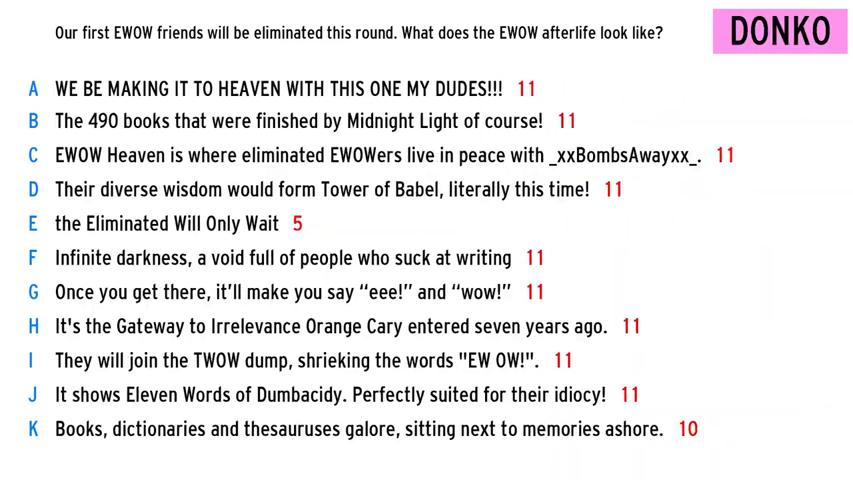 Our first EWOW friends will be eliminated this round. What does the EWOW afterlife look like?
DONKO
A WE BE MAKING IT TO HEAVEN WITH THIS ONE MY DUDES!!! 11
B The 490 books that were finished by Midnight Light of course! 11
C EWOW Heaven is where eliminated EWOWers live in peace with _xxBombsAwayxx_. 11
D Their diverse wisdom would form Tower of Babel, literally this time! 11
E the Eliminated Will Only Wait 5
F Infinite darkness, a void full of people who suck at writing 11
G Once you get there, it’ll make you say “eee!” and “wow!” 11
H It's the Gateway to Irrelevance Orange Cary entered seven years ago. 11
I They will join the TWOW dump, shrieking the words "EW OW!". 11
J It shows Eleven Words of Dumbacidy. Perfectly suited for their idiocy! 11
K Books, dictionaries and thesauruses galore, sitting next to memories ashore. 10